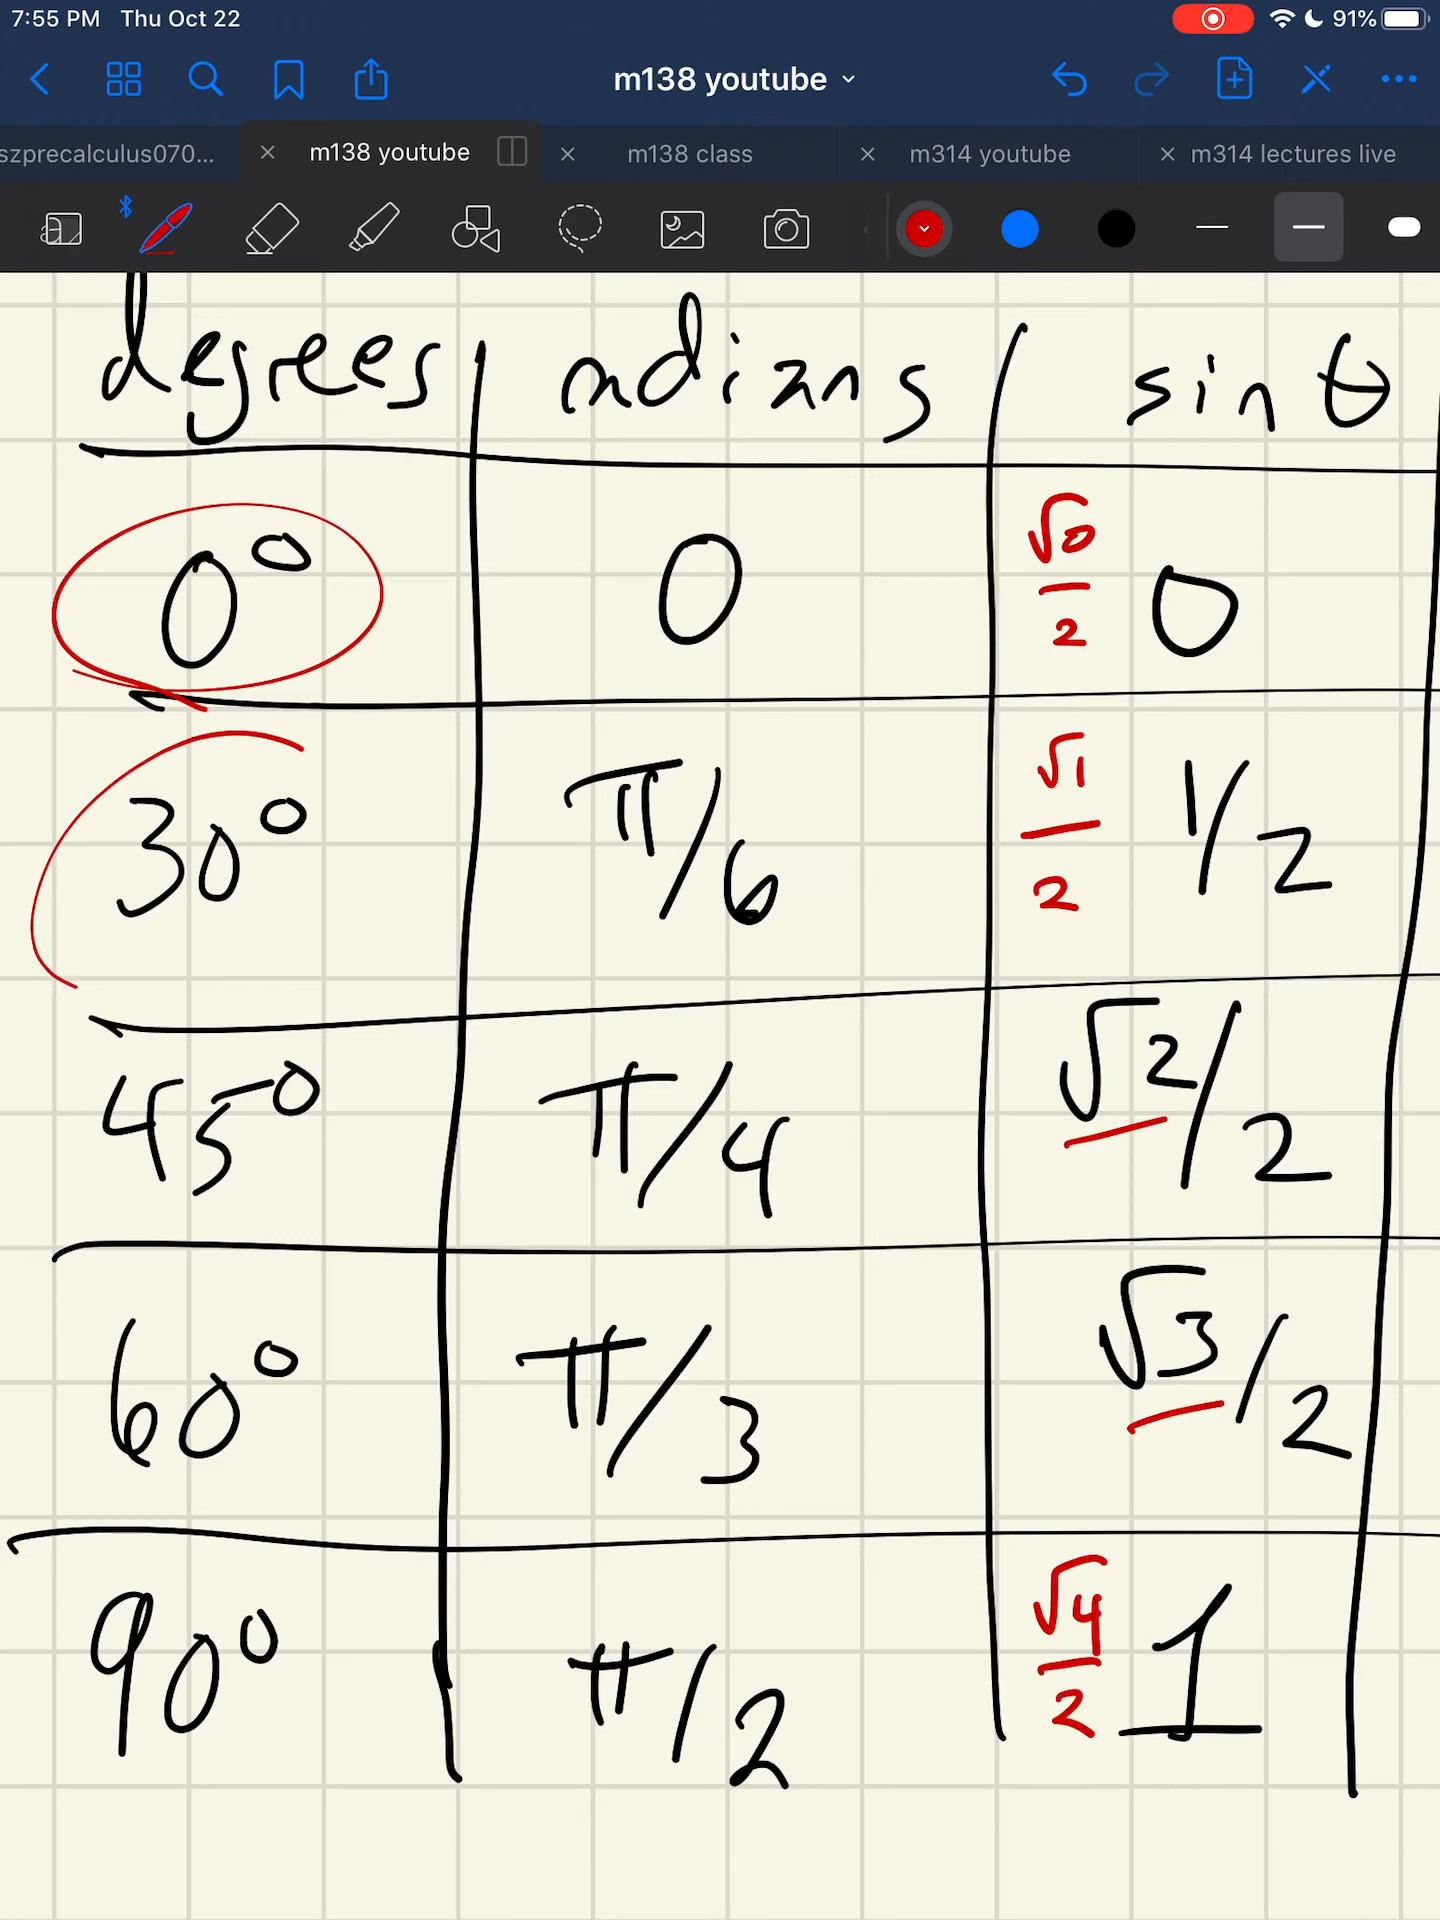 7:55 PM Thu Oct 22 91%
m138 youtube
szprecalculus070... m138 youtube m138 class m314 youtube m314 lectures live
degrees radians sin θ
0° 0 √0/2 0
30° π/6 √1/2 1/2
45° π/4 √2/2
60° π/3 √3/2
90° π/2 √4/2 1